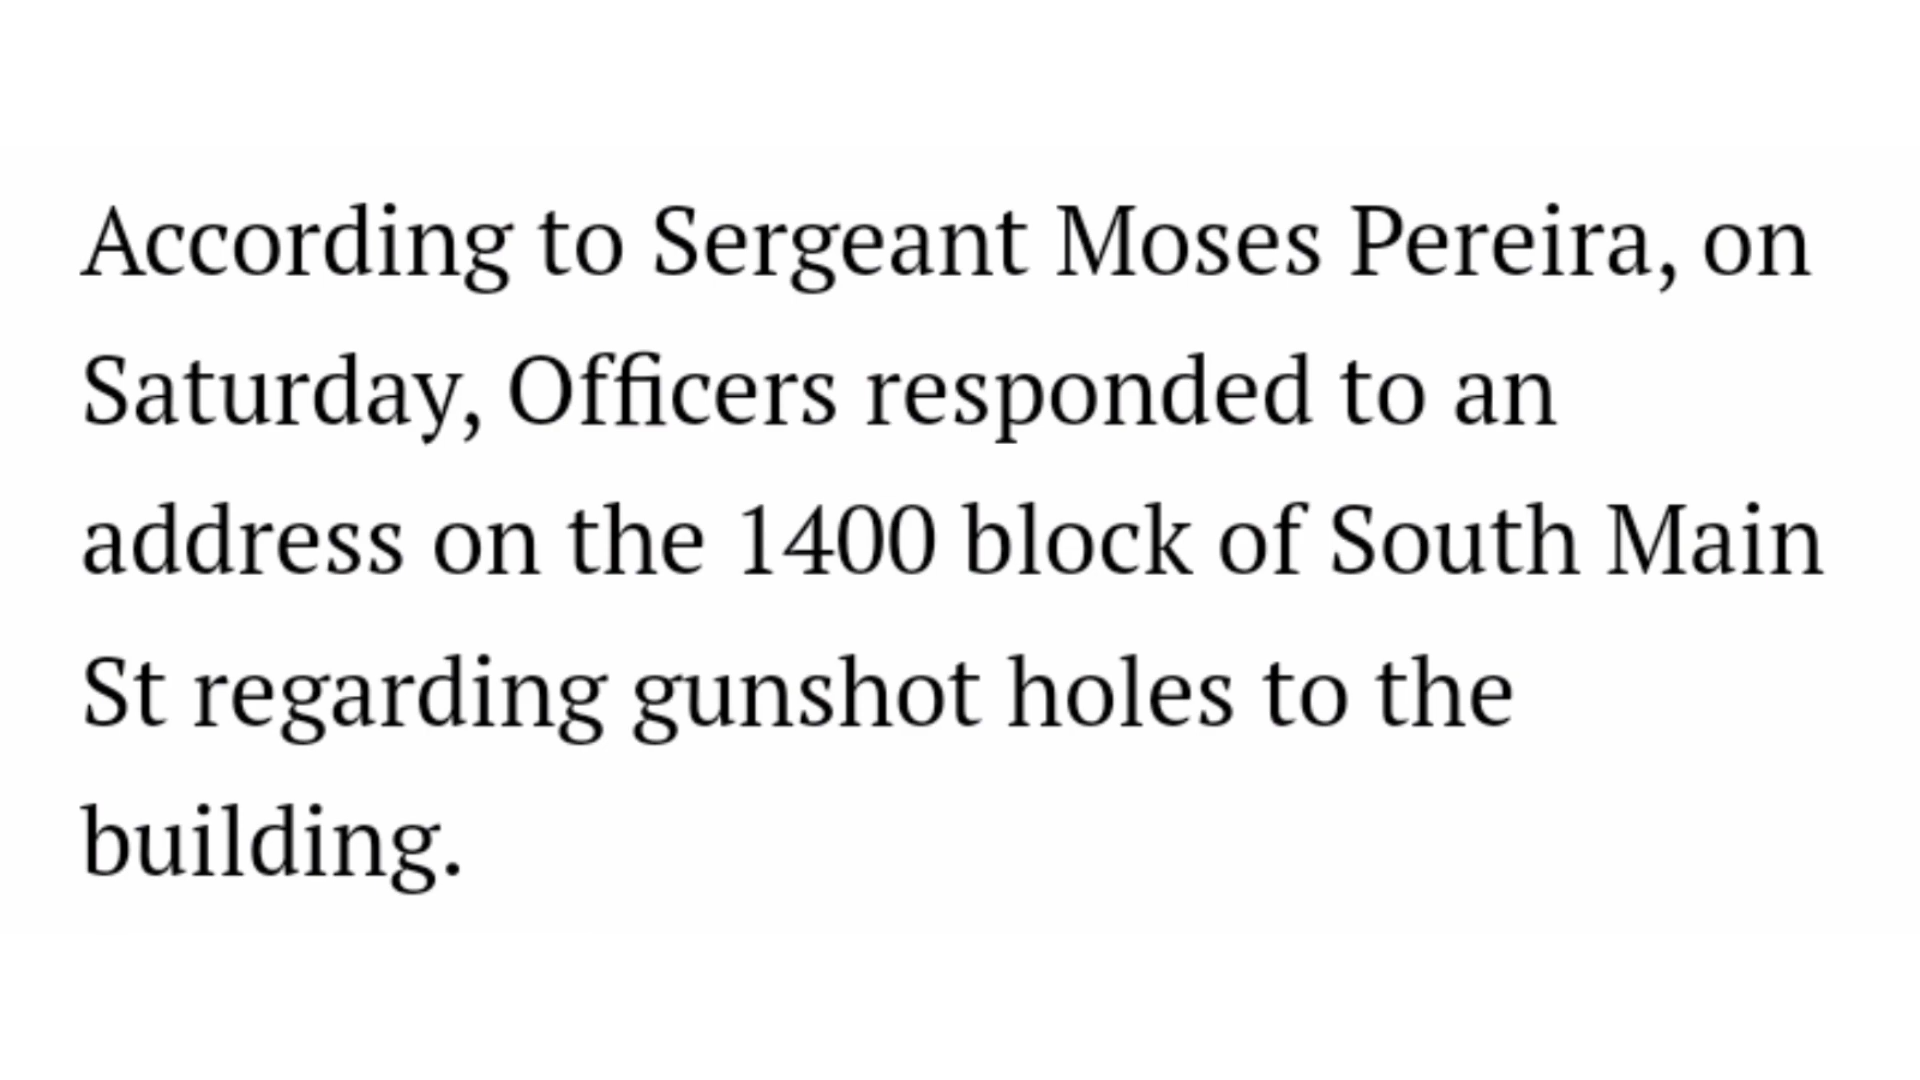 According to Sergeant Moses Pereira, on
Saturday, Officers responded to an
address on the 1400 block of South Main
St regarding gunshot holes to the
building.